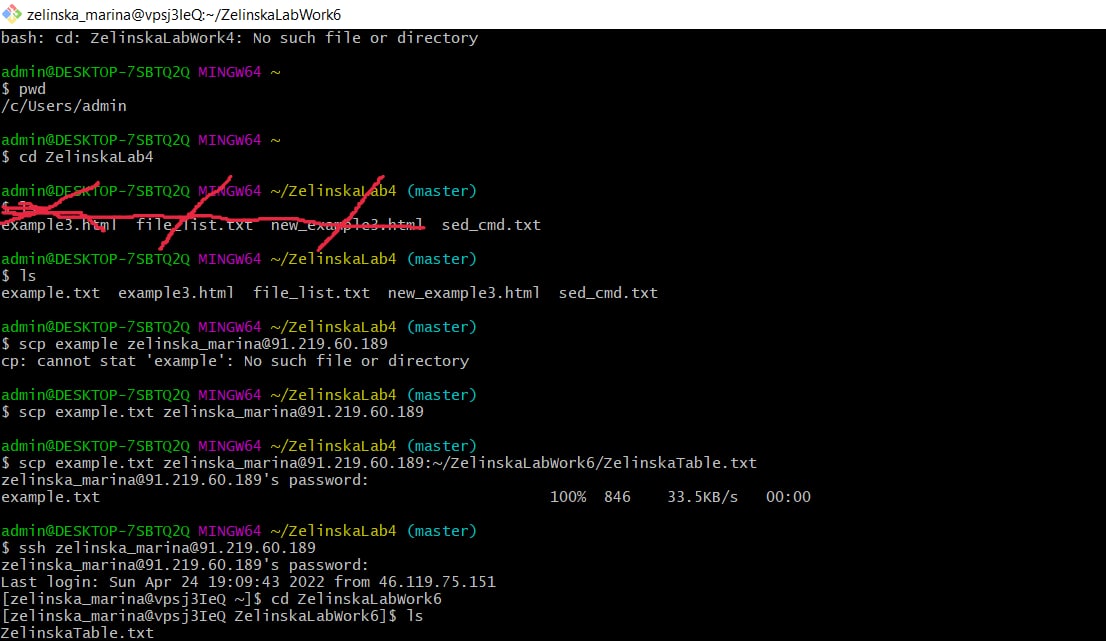 zelinska_marina@vpsj3IeQ:~/ZelinskaLabWork6
bash: cd: ZelinskaLabWork4: No such file or directory
admin@DESKTOP-7SBTQ2Q MINGW64 ~
$ pwd
/c/Users/admin
admin@DESKTOP-7SBTQ2Q MINGW64 ~
$ cd ZelinskaLab4
admin@DESKTOP-7SBTQ2Q MINGW64 ~/ZelinskaLab4 (master)
$
example3.html  file_list.txt  new_example3.html  sed_cmd.txt
admin@DESKTOP-7SBTQ2Q MINGW64 ~/ZelinskaLab4 (master)
$ ls
example.txt  example3.html  file_list.txt  new_example3.html  sed_cmd.txt
admin@DESKTOP-7SBTQ2Q MINGW64 ~/ZelinskaLab4 (master)
$ scp example zelinska_marina@91.219.60.189
cp: cannot stat 'example': No such file or directory
admin@DESKTOP-7SBTQ2Q MINGW64 ~/ZelinskaLab4 (master)
$ scp example.txt zelinska_marina@91.219.60.189
admin@DESKTOP-7SBTQ2Q MINGW64 ~/ZelinskaLab4 (master)
$ scp example.txt zelinska_marina@91.219.60.189:~/ZelinskaLabWork6/ZelinskaTable.txt
zelinska_marina@91.219.60.189's password:
example.txt 100% 846 33.5KB/s 00:00
admin@DESKTOP-7SBTQ2Q MINGW64 ~/ZelinskaLab4 (master)
$ ssh zelinska_marina@91.219.60.189
zelinska_marina@91.219.60.189's password:
Last login: Sun Apr 24 19:09:43 2022 from 46.119.75.151
[zelinska_marina@vpsj3IeQ ~]$ cd ZelinskaLabWork6
[zelinska_marina@vpsj3IeQ ZelinskaLabWork6]$ ls
ZelinskaTable.txt